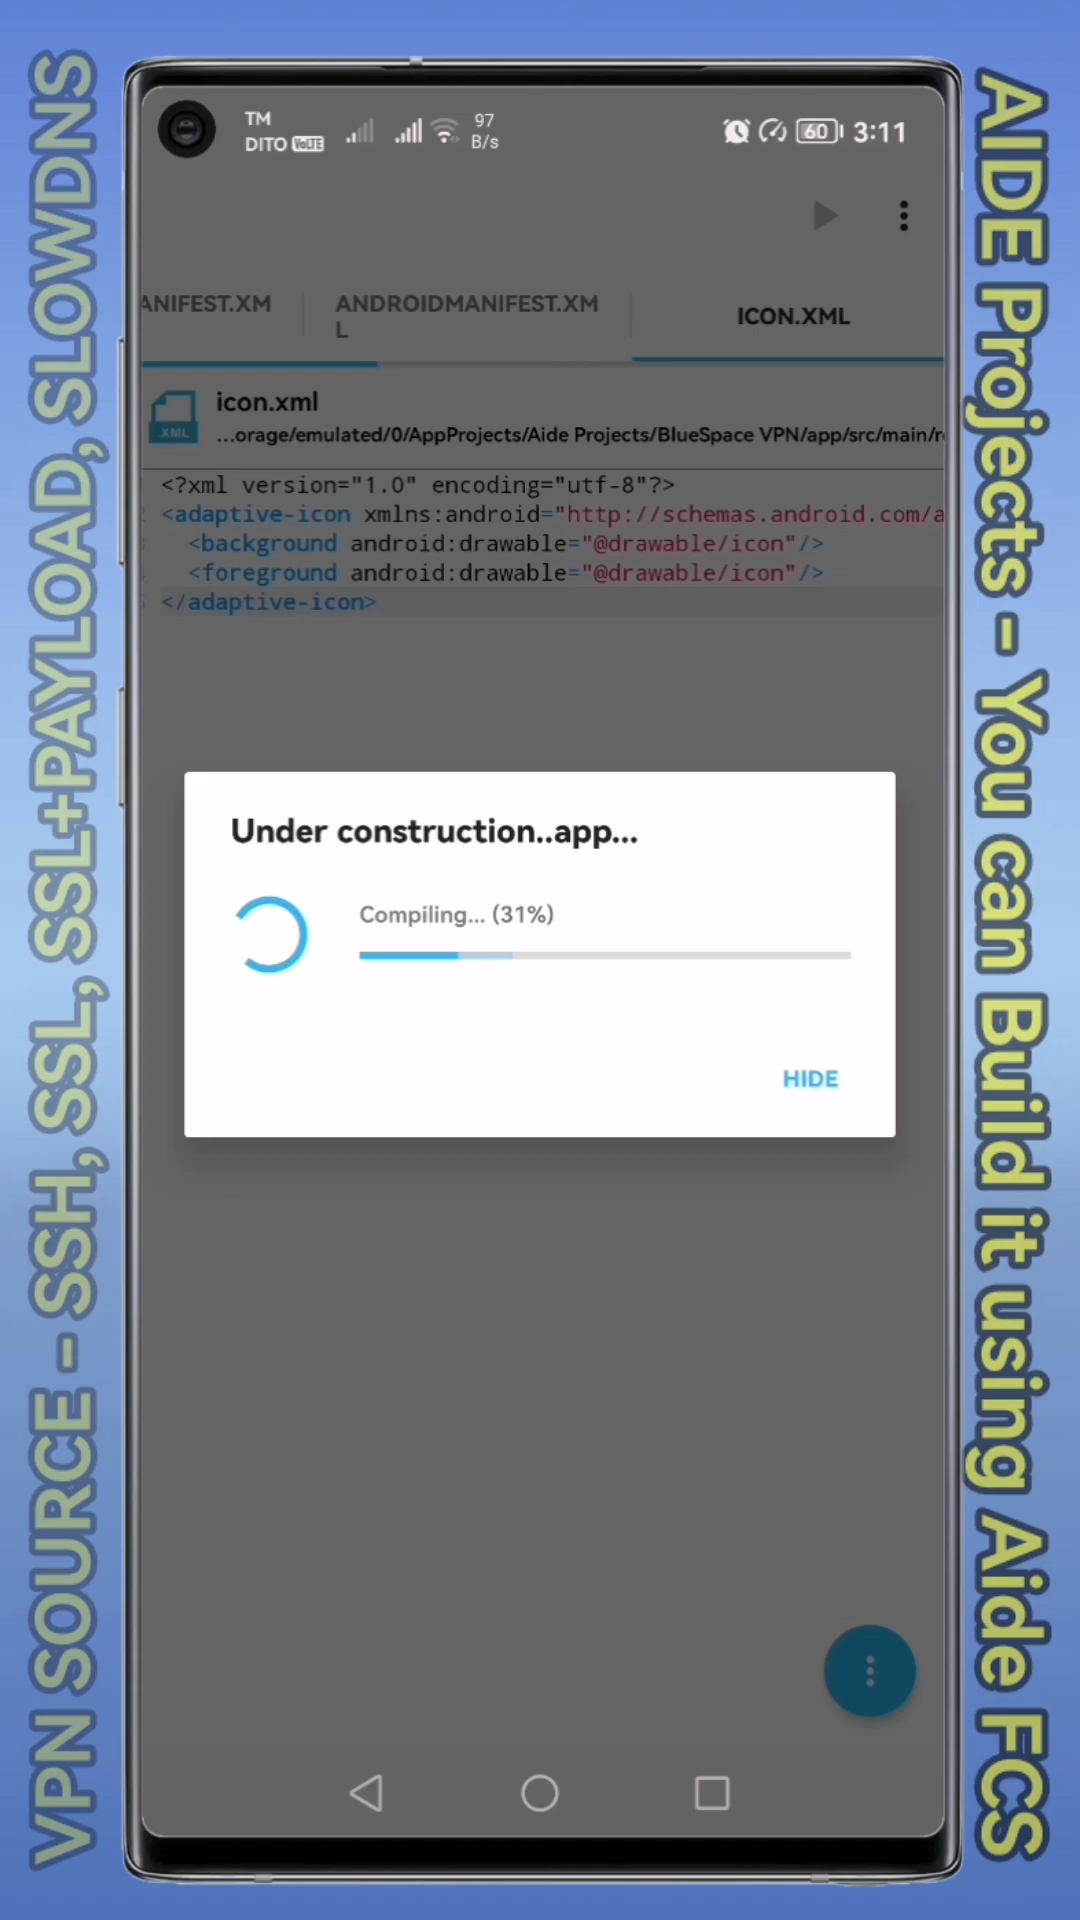 VPN SOURCE - SSH, SSL, SSL+PAYLOAD, SLOWDNS
TM
DITO VoLTE
97
B/s
60
3:11
ANIFEST.XM
ANDROIDMANIFEST.XM
L
ICON.XML
.XML
icon.xml
...orage/emulated/0/AppProjects/Aide Projects/BlueSpace VPN/app/src/main/r
<?xml version="1.0" encoding="utf-8"?>
<adaptive-icon xmlns:android="http://schemas.android.com/a
<background android:drawable="@drawable/icon"/>
<foreground android:drawable="@drawable/icon"/>
</adaptive-icon>
Under construction..app...
Compiling... (31%)
HIDE
AIDE Projects - You can Build it using Aide FCS